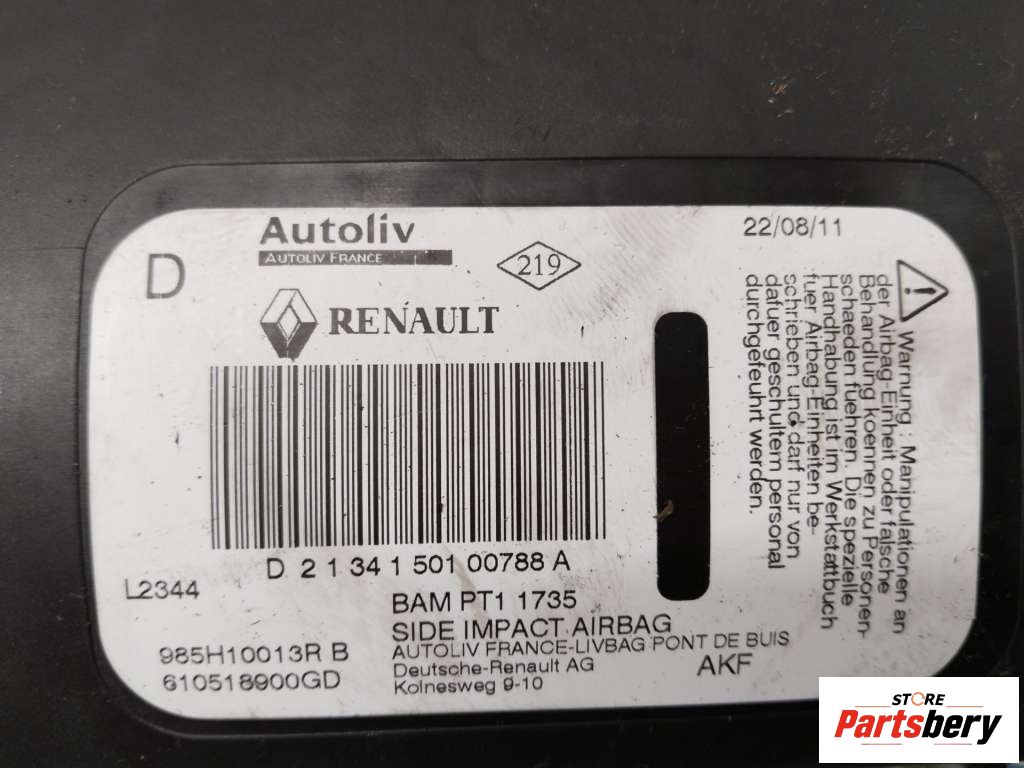 D
Autoliv
AUTOLIV FRANCE
219
22/08/11
RENAULT
D 2 1 34 1 501 00788 A
L2344
985H10013R B
610518900GD
BAM PT1 1735
SIDE IMPACT AIRBAG
AUTOLIV FRANCE-LIVBAG PONT DE BUIS
Deutsche-Renault AG
Kolnesweg 9-10
AKF
Warnung : Manipulationen an
der Airbag-Einheit oder falsche
Behandlung koennen zu Personen-
schaeden fuehren. Die spezielle
Handhabung ist im Werkstattbuch
fuer Airbag-Einheiten be-
schrieben und darf nur von
dafuer geschultem personal
durchgefeuhrt werden.
STORE
Partsbery